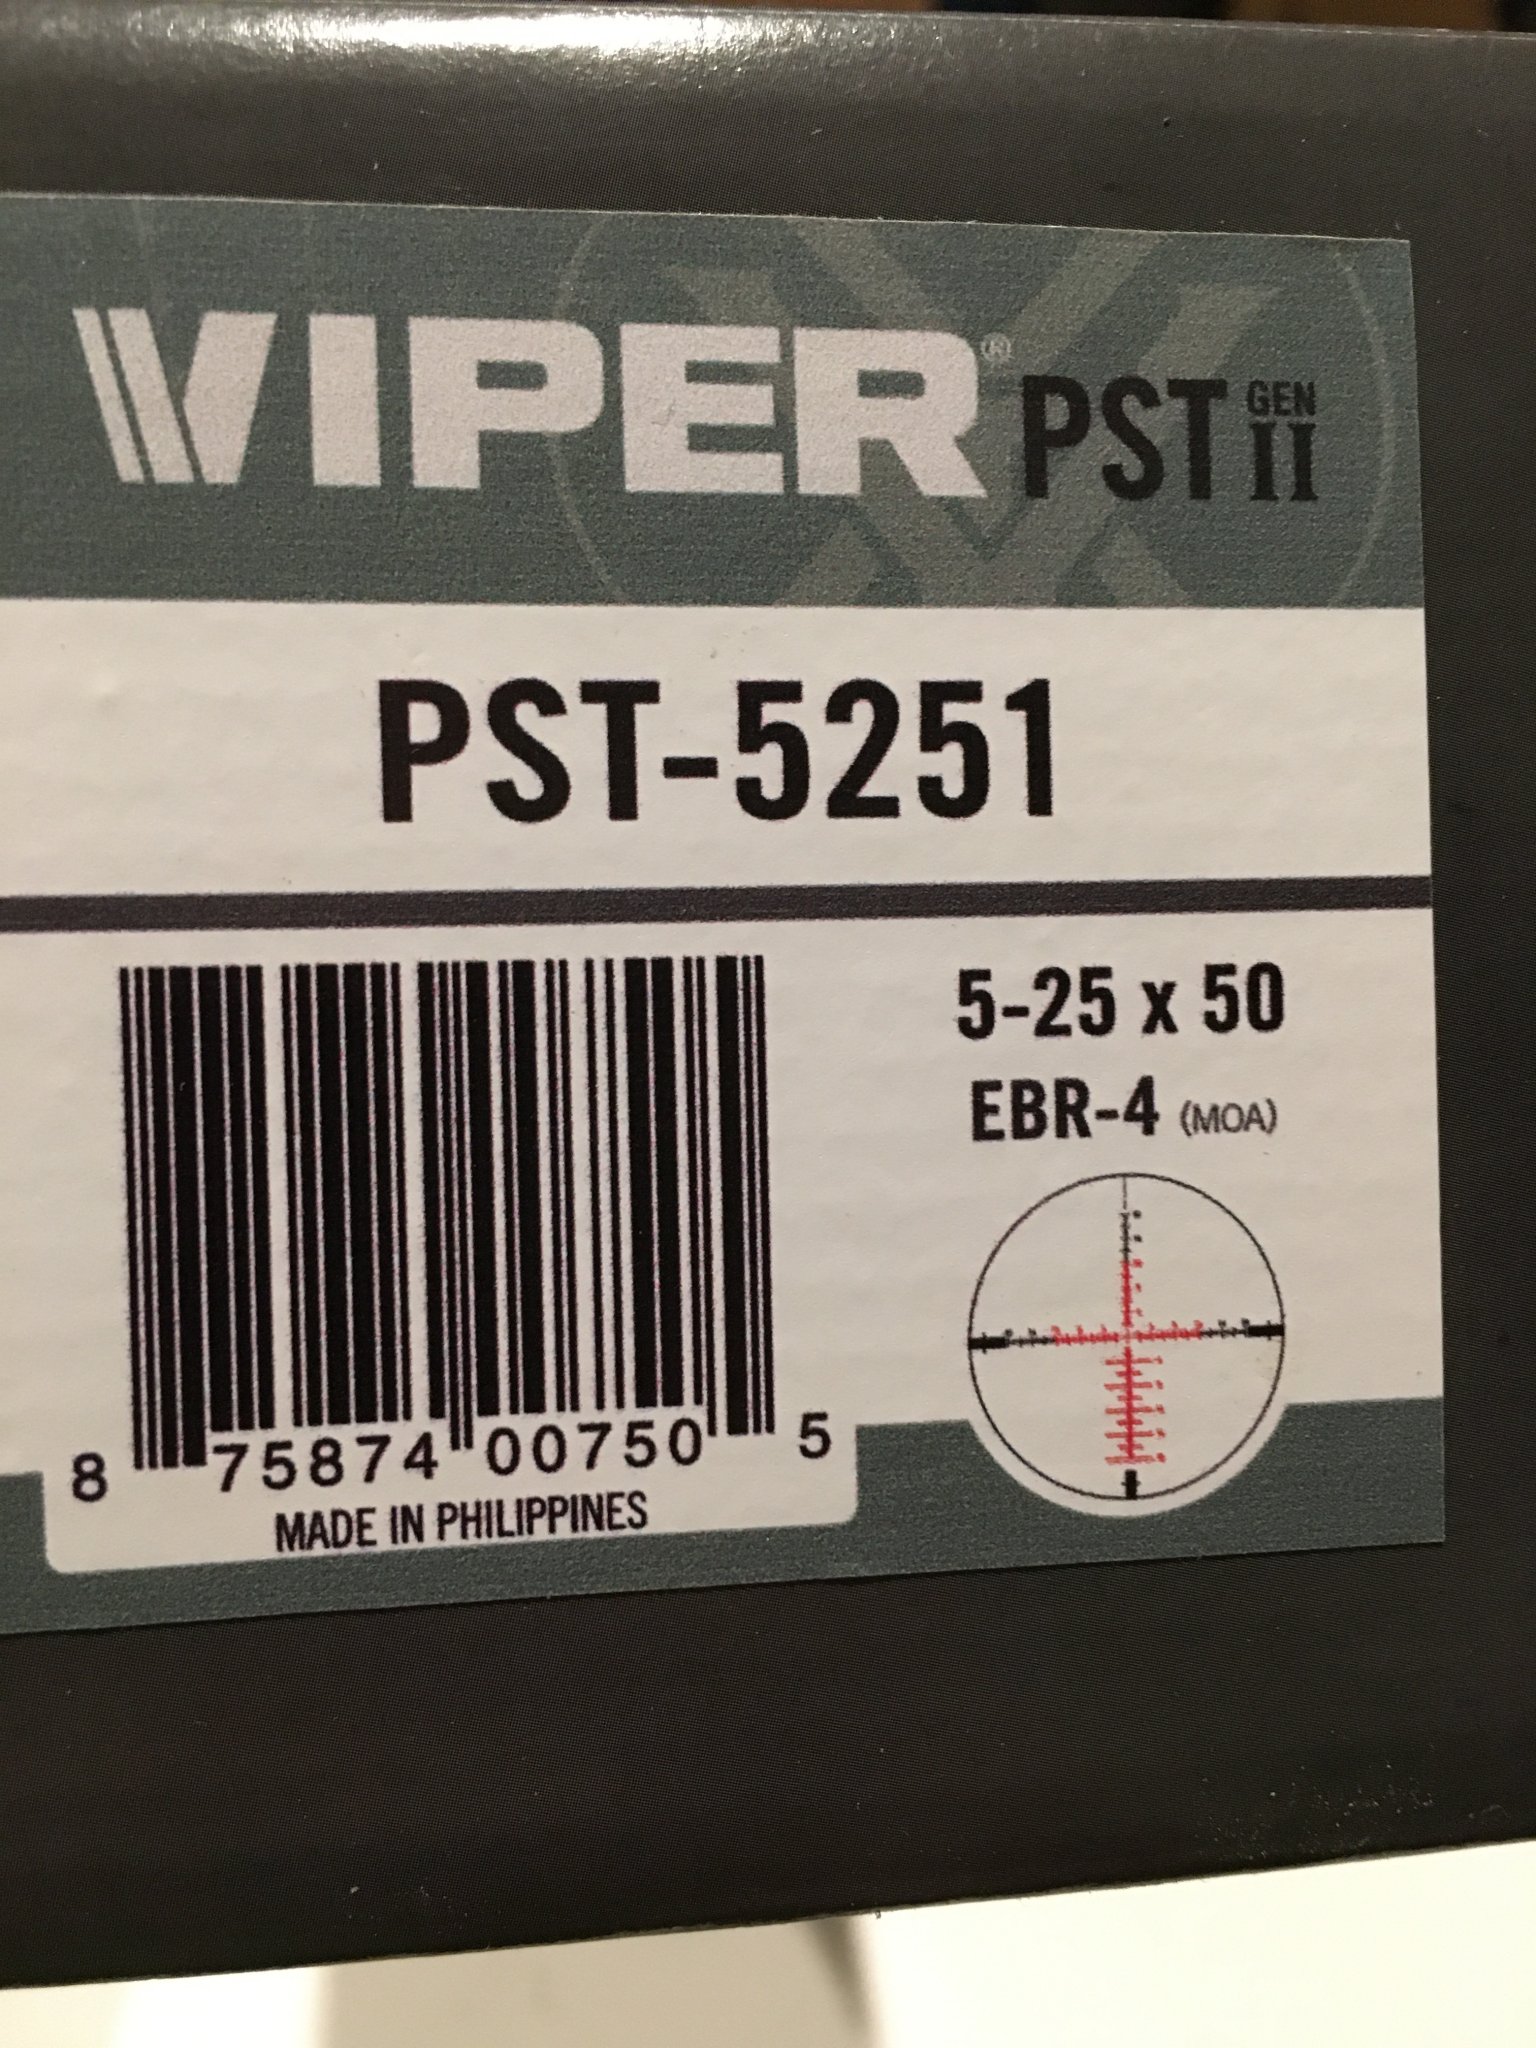 VIPER® PST GEN II
PST-5251
5-25 x 50
EBR-4 (MOA)
8 75874 00750 5
MADE IN PHILIPPINES